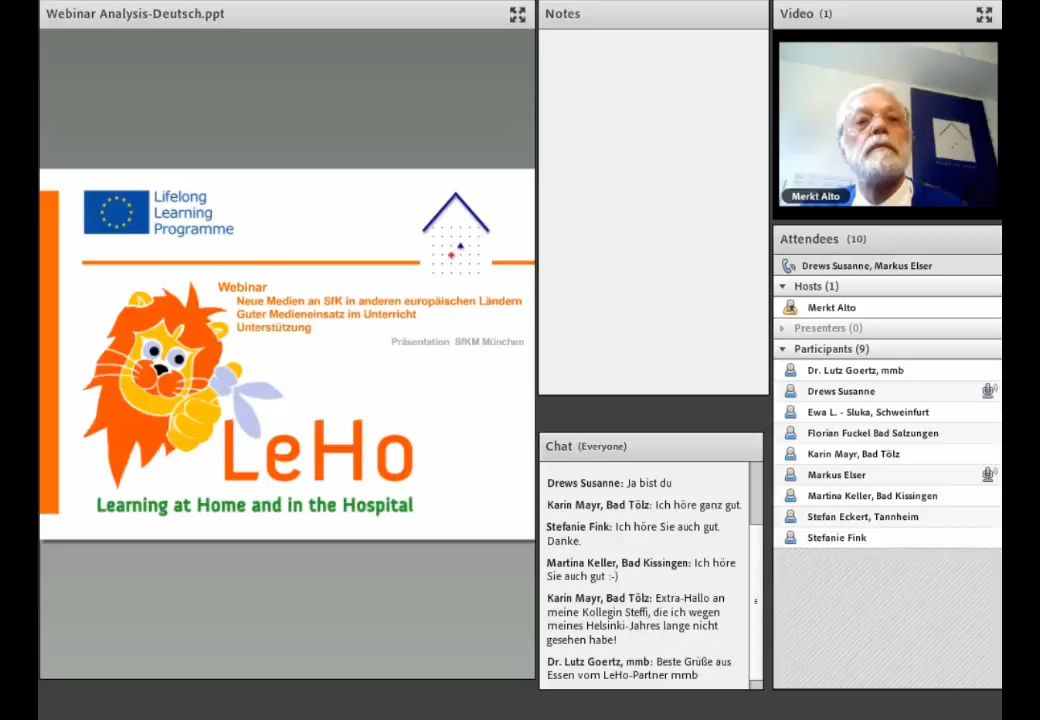 Webinar Analysis-Deutsch.ppt
Lifelong
Learning
Programme
Webinar
Neue Medien an SfK in anderen europäischen Ländern
Guter Medieneinsatz im Unterricht
Unterstützung
Präsentation SfKM München
LeHo
Learning at Home and in the Hospital
Notes
Chat (Everyone)
Drews Susanne: Ja bist du
Karin Mayr, Bad Tölz: Ich höre ganz gut.
Stefanie Fink: Ich höre Sie auch gut.
Danke.
Martina Keller, Bad Kissingen: Ich höre
Sie auch gut :-)
Karin Mayr, Bad Tölz: Extra-Hallo an
meine Kollegin Steffi, die ich wegen
meines Helsinki-Jahres lange nicht
gesehen habe!
Dr. Lutz Goertz, mmb: Beste Grüße aus
Essen vom LeHo-Partner mmb
Video (1)
Merkt Alto
Attendees (10)
Drews Susanne, Markus Elser
Hosts (1)
Merkt Alto
Presenters (0)
Participants (9)
Dr. Lutz Goertz, mmb
Drews Susanne
Ewa L. - Sluka, Schweinfurt
Florian Fuckel Bad Salzungen
Karin Mayr, Bad Tölz
Markus Elser
Martina Keller, Bad Kissingen
Stefan Eckert, Tannheim
Stefanie Fink